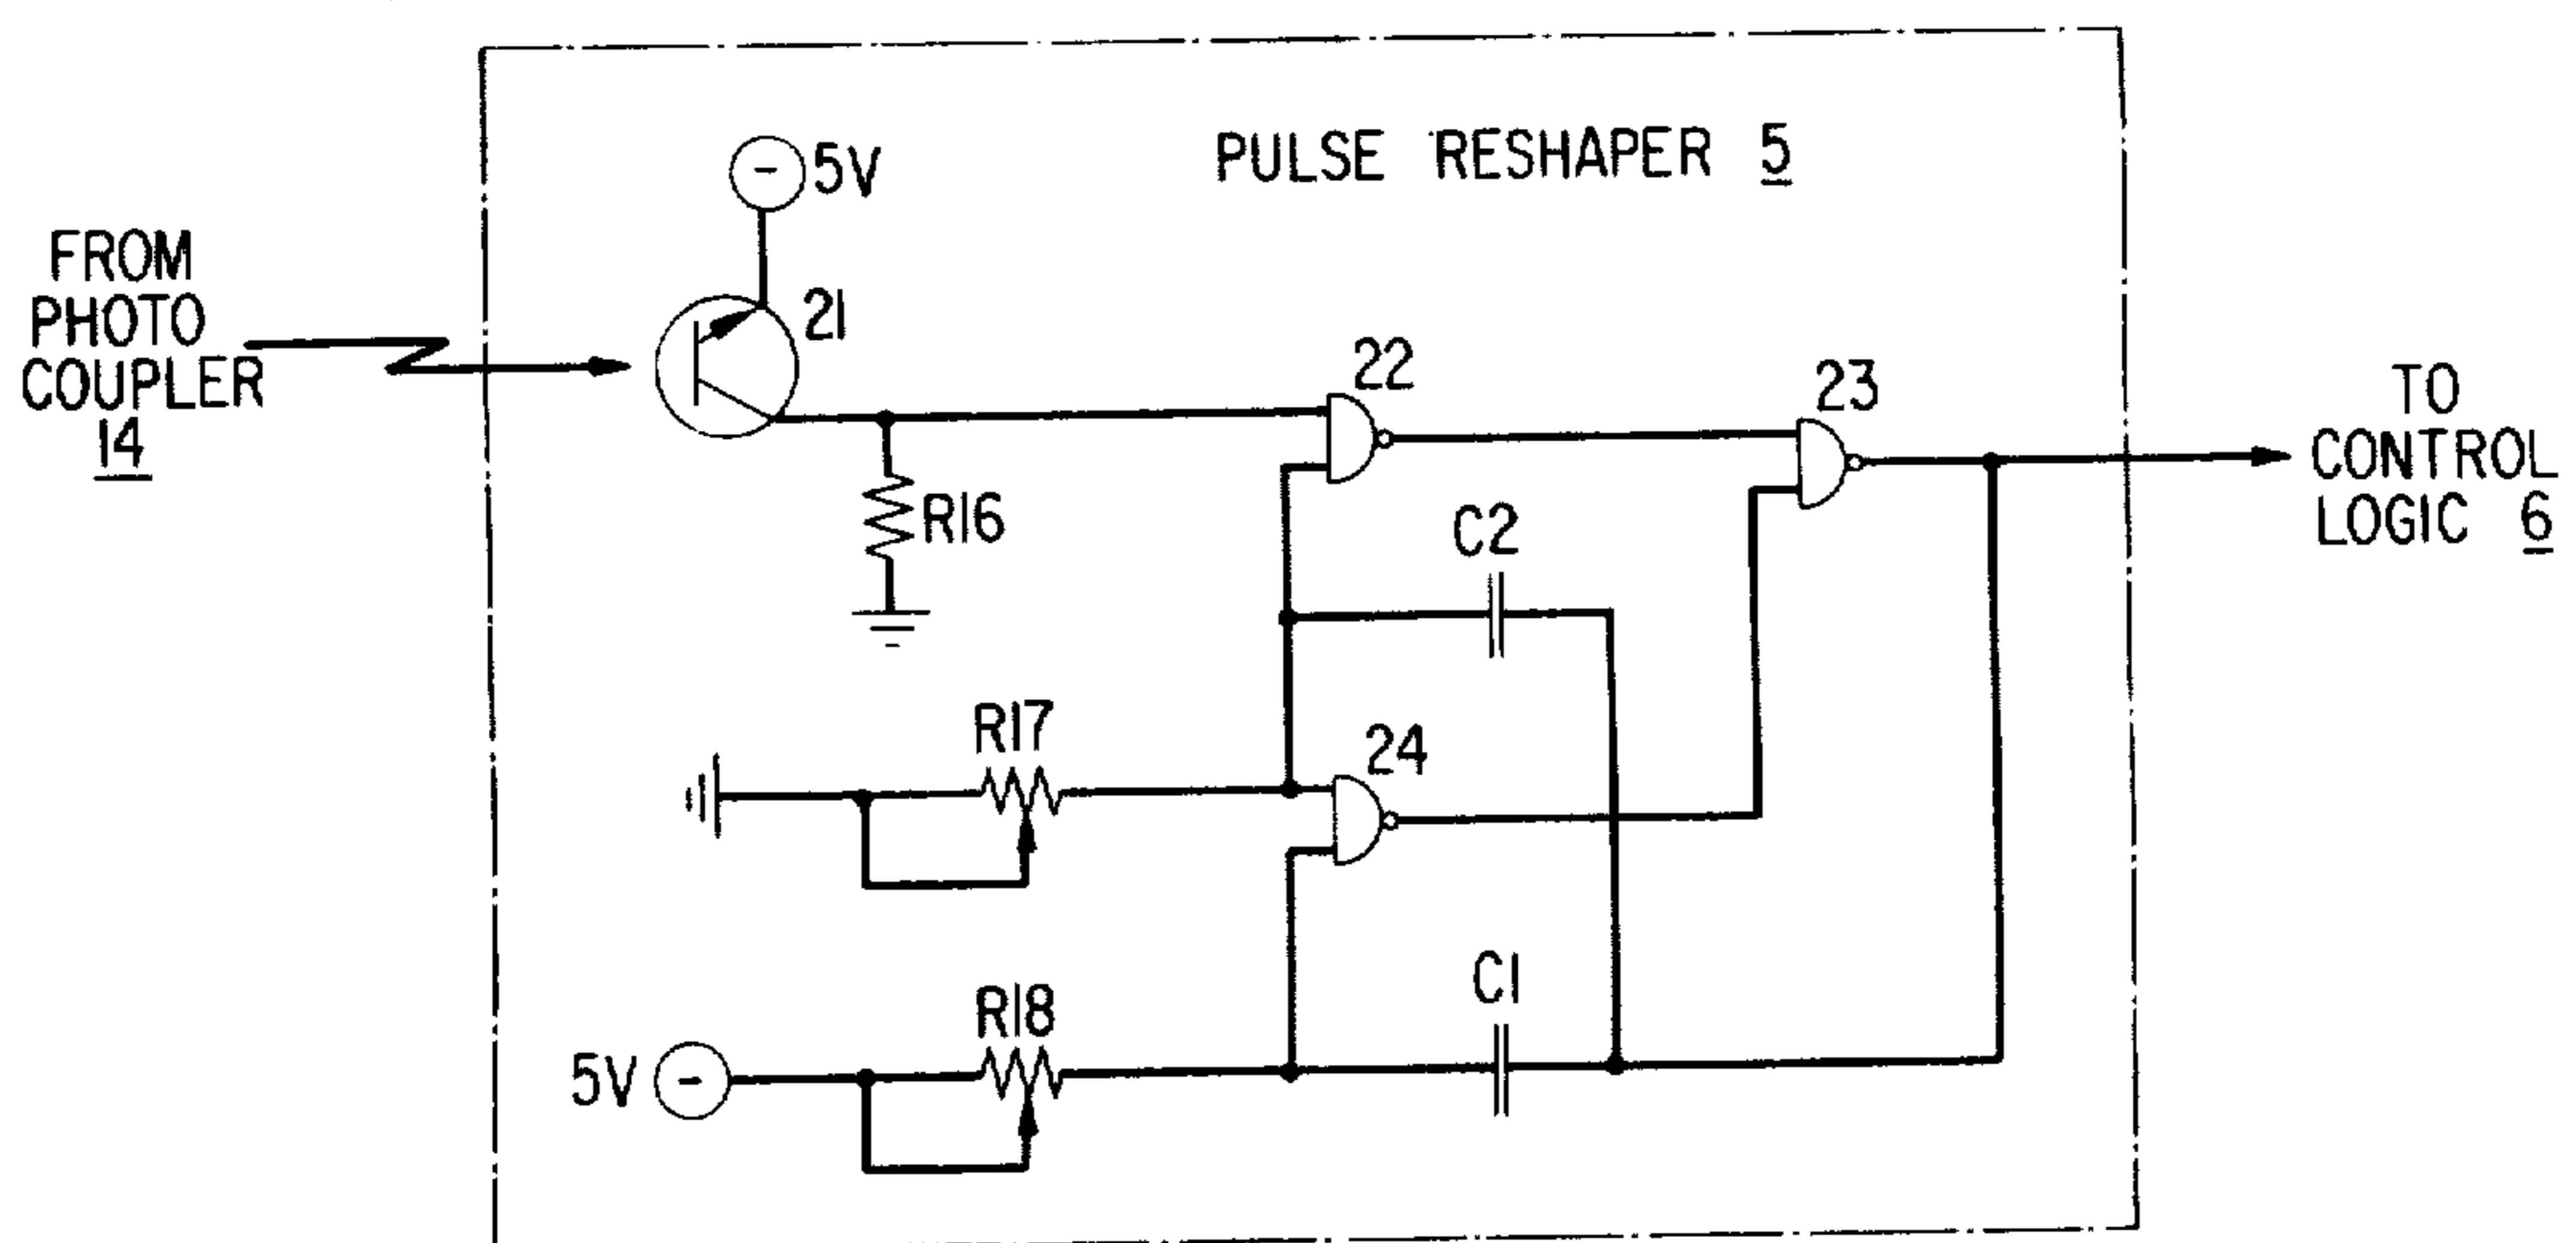 PULSE RESHAPER 5
- 5V
FROM
PHOTO
COUPLER
14
21
22
23
TO
CONTROL
LOGIC 6
R16
C2
R17
24
C1
R18
5V -